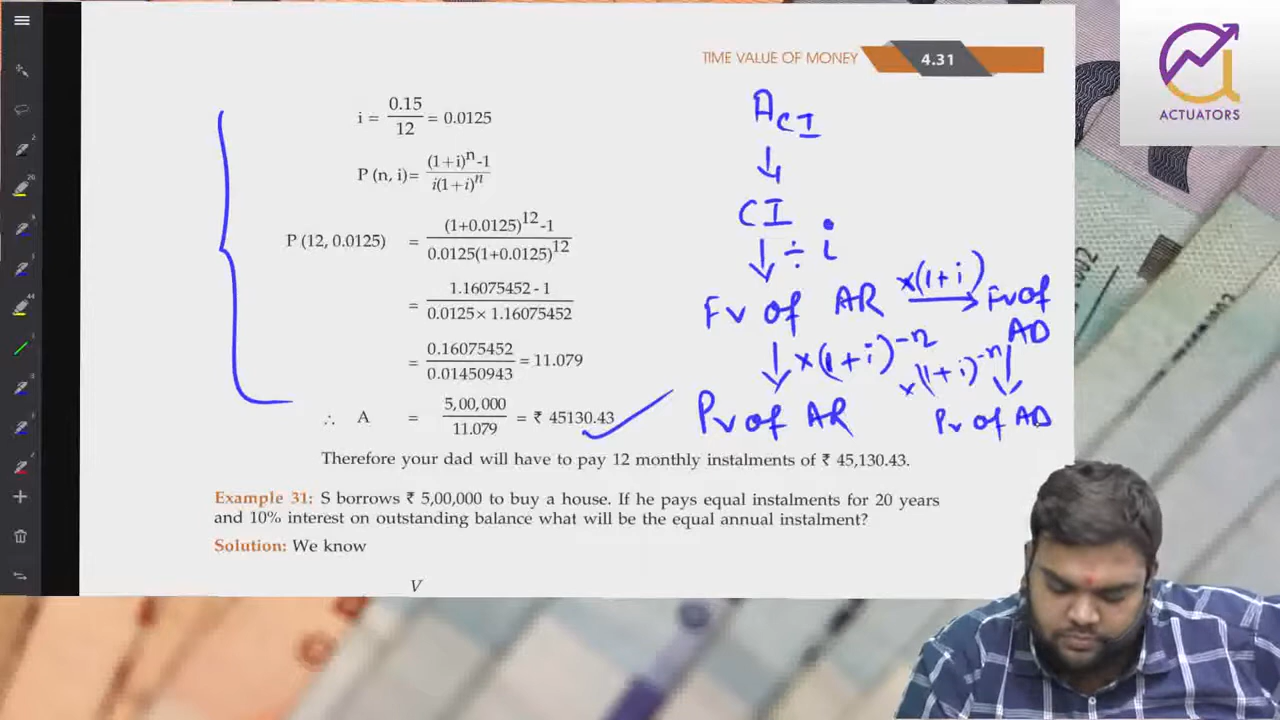 TIME VALUE OF MONEY 4.31
ACTUATORS
i = 0.15/12 = 0.0125
P (n, i)= (1+i)^n -1 / i(1+i)^n
P (12, 0.0125) = (1+0.0125)^12 -1 / 0.0125(1+0.0125)^12
= 1.16075452 - 1 / 0.0125× 1.16075452
= 0.16075452 / 0.01450943 = 11.079
∴ A = 5,00,000 / 11.079 = ₹ 45130.43
Therefore your dad will have to pay 12 monthly instalments of ₹ 45,130.43.
Example 31: S borrows ₹ 5,00,000 to buy a house. If he pays equal instalments for 20 years
and 10% interest on outstanding balance what will be the equal annual instalment?
Solution: We know
V
A CI
↓
CI
↓ ÷ i
Fv of AR ×(1+i) → Fv of AD
↓ ×(1+i)^-n ×(1+i)^-n ↓
Pv of AR Pv of AD